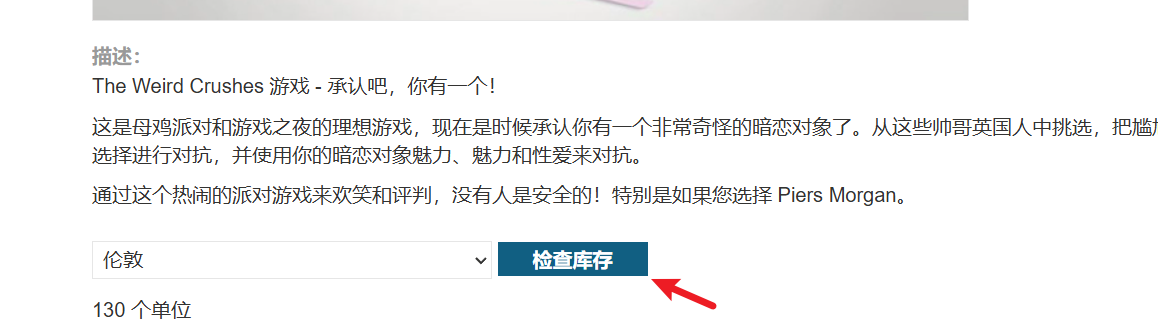 描述：
The Weird Crushes 游戏 - 承认吧，你有一个！
这是母鸡派对和游戏之夜的理想游戏，现在是时候承认你有一个非常奇怪的暗恋对象了。从这些帅哥英国人中挑选，把尴
选择进行对抗，并使用你的暗恋对象魅力、魅力和性爱来对抗。
通过这个热闹的派对游戏来欢笑和评判，没有人是安全的！特别是如果您选择 Piers Morgan。
伦敦
检查库存
130 个单位